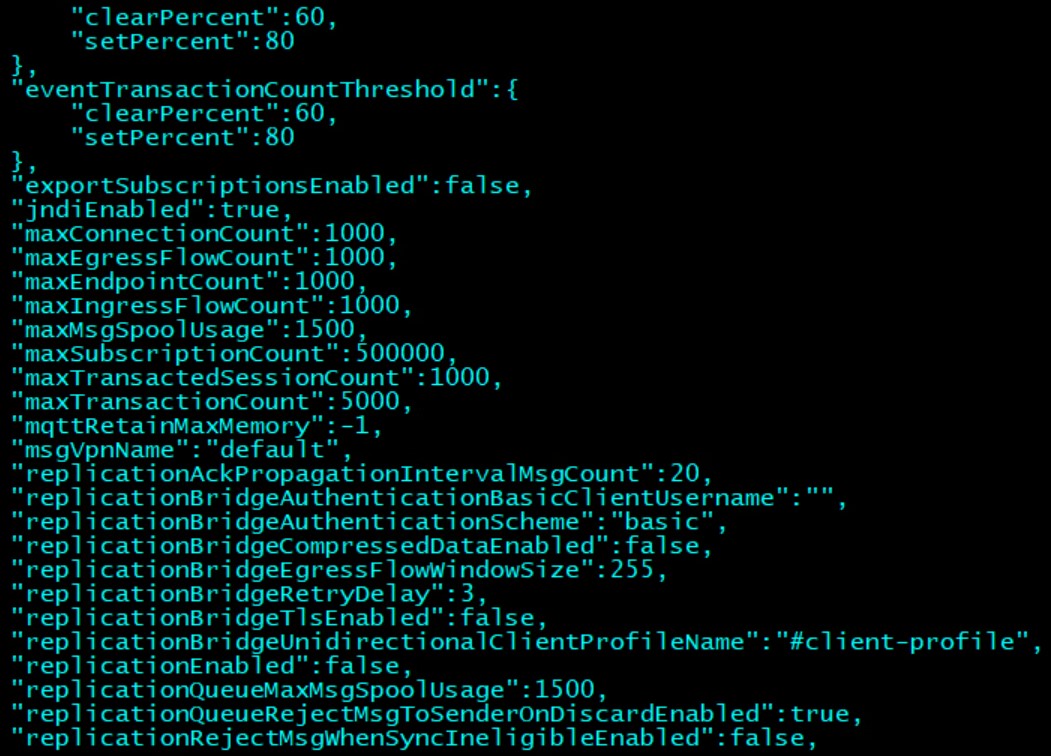 "clearPercent":60,
"setPercent":80
},
"eventTransactionCountThreshold":{
"clearPercent":60,
"setPercent":80
},
"exportSubscriptionsEnabled":false,
"jndiEnabled":true,
"maxConnectionCount":1000,
"maxEgressFlowCount":1000,
"maxEndpointCount":1000,
"maxIngressFlowCount":1000,
"maxMsgSpoolUsage":1500,
"maxSubscriptionCount":500000,
"maxTransactedSessionCount":1000,
"maxTransactionCount":5000,
"mqttRetainMaxMemory":-1,
"msgVpnName":"default",
"replicationAckPropagationIntervalMsgCount":20,
"replicationBridgeAuthenticationBasicClientUsername":"",
"replicationBridgeAuthenticationScheme":"basic",
"replicationBridgeCompressedDataEnabled":false,
"replicationBridgeEgressFlowWindowSize":255,
"replicationBridgeRetryDelay":3,
"replicationBridgeTlsEnabled":false,
"replicationBridgeUnidirectionalClientProfileName":"#client-profile",
"replicationEnabled":false,
"replicationQueueMaxMsgSpoolUsage":1500,
"replicationQueueRejectMsgToSenderOnDiscardEnabled":true,
"replicationRejectMsgWhenSyncIneligibleEnabled":false,